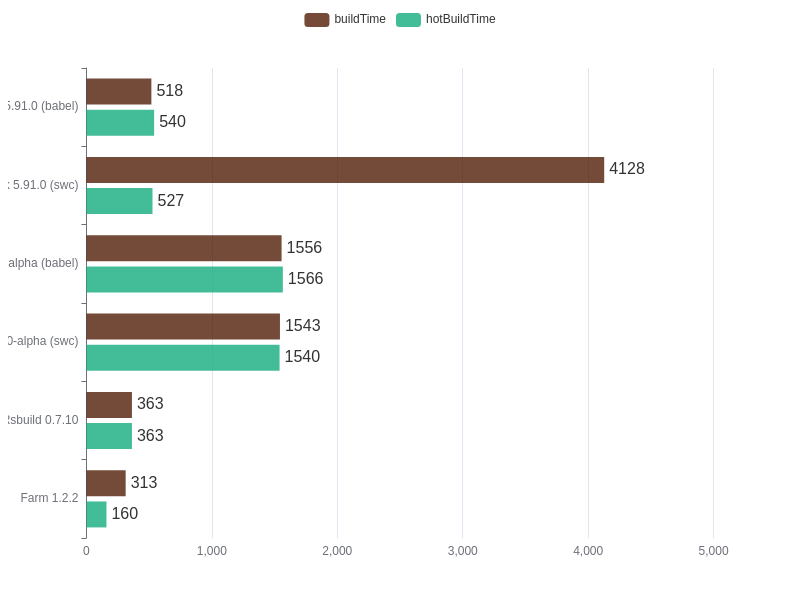 buildTime hotBuildTime
5.91.0 (babel)
518
540
5.91.0 (swc)
4128
527
alpha (babel)
1556
1566
0-alpha (swc)
1543
1540
sbuild 0.7.10
363
363
Farm 1.2.2
313
160
0 1,000 2,000 3,000 4,000 5,000